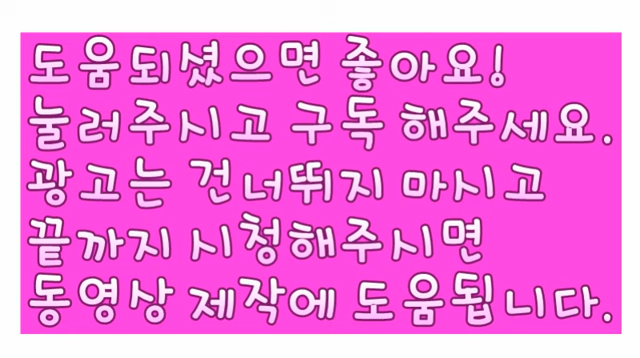 도움되셨으면 좋아요!
눌러주시고 구독 해주세요.
광고는 건너뛰지 마시고
끝까지 시청해주시면
동영상 제작에 도움됩니다.